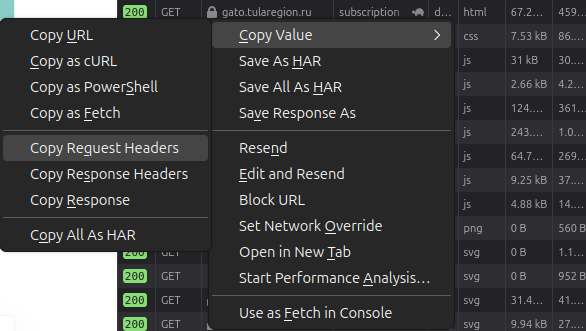 200 GET gato.tularegion.ru subscription d… html 67.2… 459…
Copy URL
Copy as cURL
Copy as PowerShell
Copy as Fetch
Copy Request Headers
Copy Response Headers
Copy Response
Copy All As HAR
Copy Value
Save As HAR
Save All As HAR
Save Response As
Resend
Edit and Resend
Block URL
Set Network Override
Open in New Tab
Start Performance Analysis…
Use as Fetch in Console
css 7.53 kB 86.…
js 31 kB 30.…
js 2.66 kB 4.2…
js 124.… 361…
js 243.… 1.0…
js 64.7… 269…
js 9.25 kB 37.…
js 4.88 kB 14.…
png 0 B 560 B
svg 0 B 1.1…
200 GET svg 0 B 952 B
200 GET svg 31.4… 41.…
200 GET svg 9.94 kB 27.…